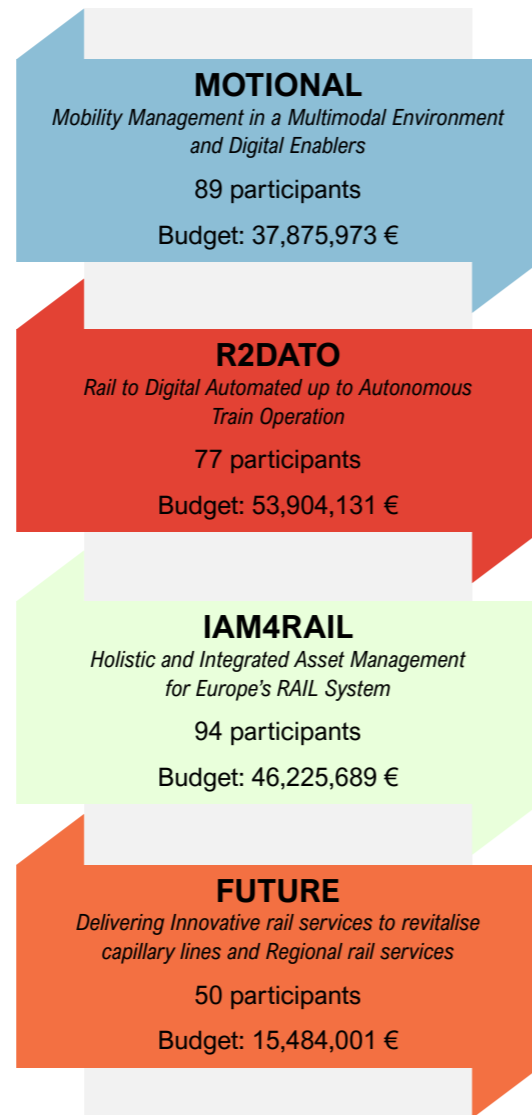 MOTIONAL
Mobility Management in a Multimodal Environment
and Digital Enablers
89 participants
Budget: 37,875,973 €
R2DATO
Rail to Digital Automated up to Autonomous
Train Operation
77 participants
Budget: 53,904,131 €
IAM4RAIL
Holistic and Integrated Asset Management
for Europe's RAIL System
94 participants
Budget: 46,225,689 €
FUTURE
Delivering Innovative rail services to revitalise
capillary lines and Regional rail services
50 participants
Budget: 15,484,001 €